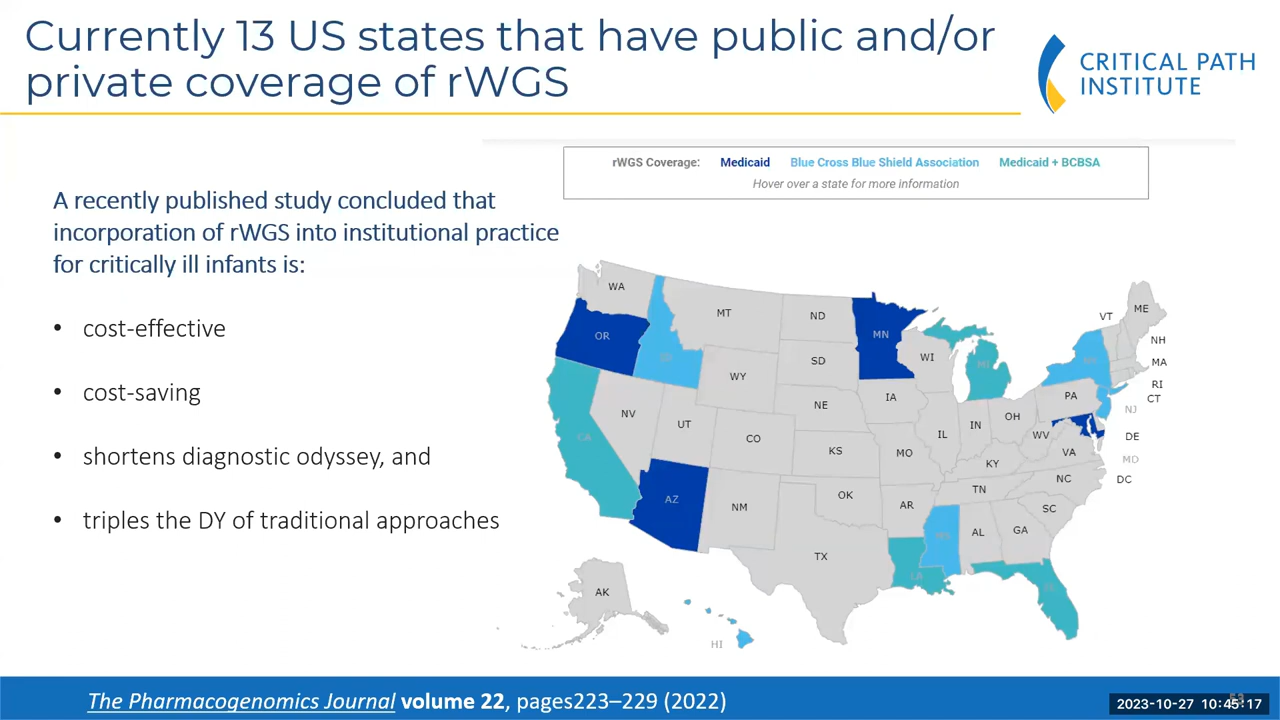 Currently 13 US states that have public and/or
private coverage of rWGS
CRITICAL PATH
INSTITUTE
rWGS Coverage: Medicaid Blue Cross Blue Shield Association Medicaid + BCBSA
Hover over a state for more information
A recently published study concluded that
incorporation of rWGS into institutional practice
for critically ill infants is:
• cost-effective
• cost-saving
• shortens diagnostic odyssey, and
• triples the DY of traditional approaches
WA
MT
ND
MN
VT
ME
OR
NH
SD
WI
MI
MA
WY
RI
CT
IA
PA
NE
NJ
NV
OH
UT
IN
IL
DE
CO
WV
CA
KS
MO
VA
MD
KY
NC
DC
TN
AZ
OK
NM
AR
SC
AL
GA
TX
LA
AK
HI
The Pharmacogenomics Journal volume 22, pages223–229 (2022)
53
2023-10-27 10:45:17